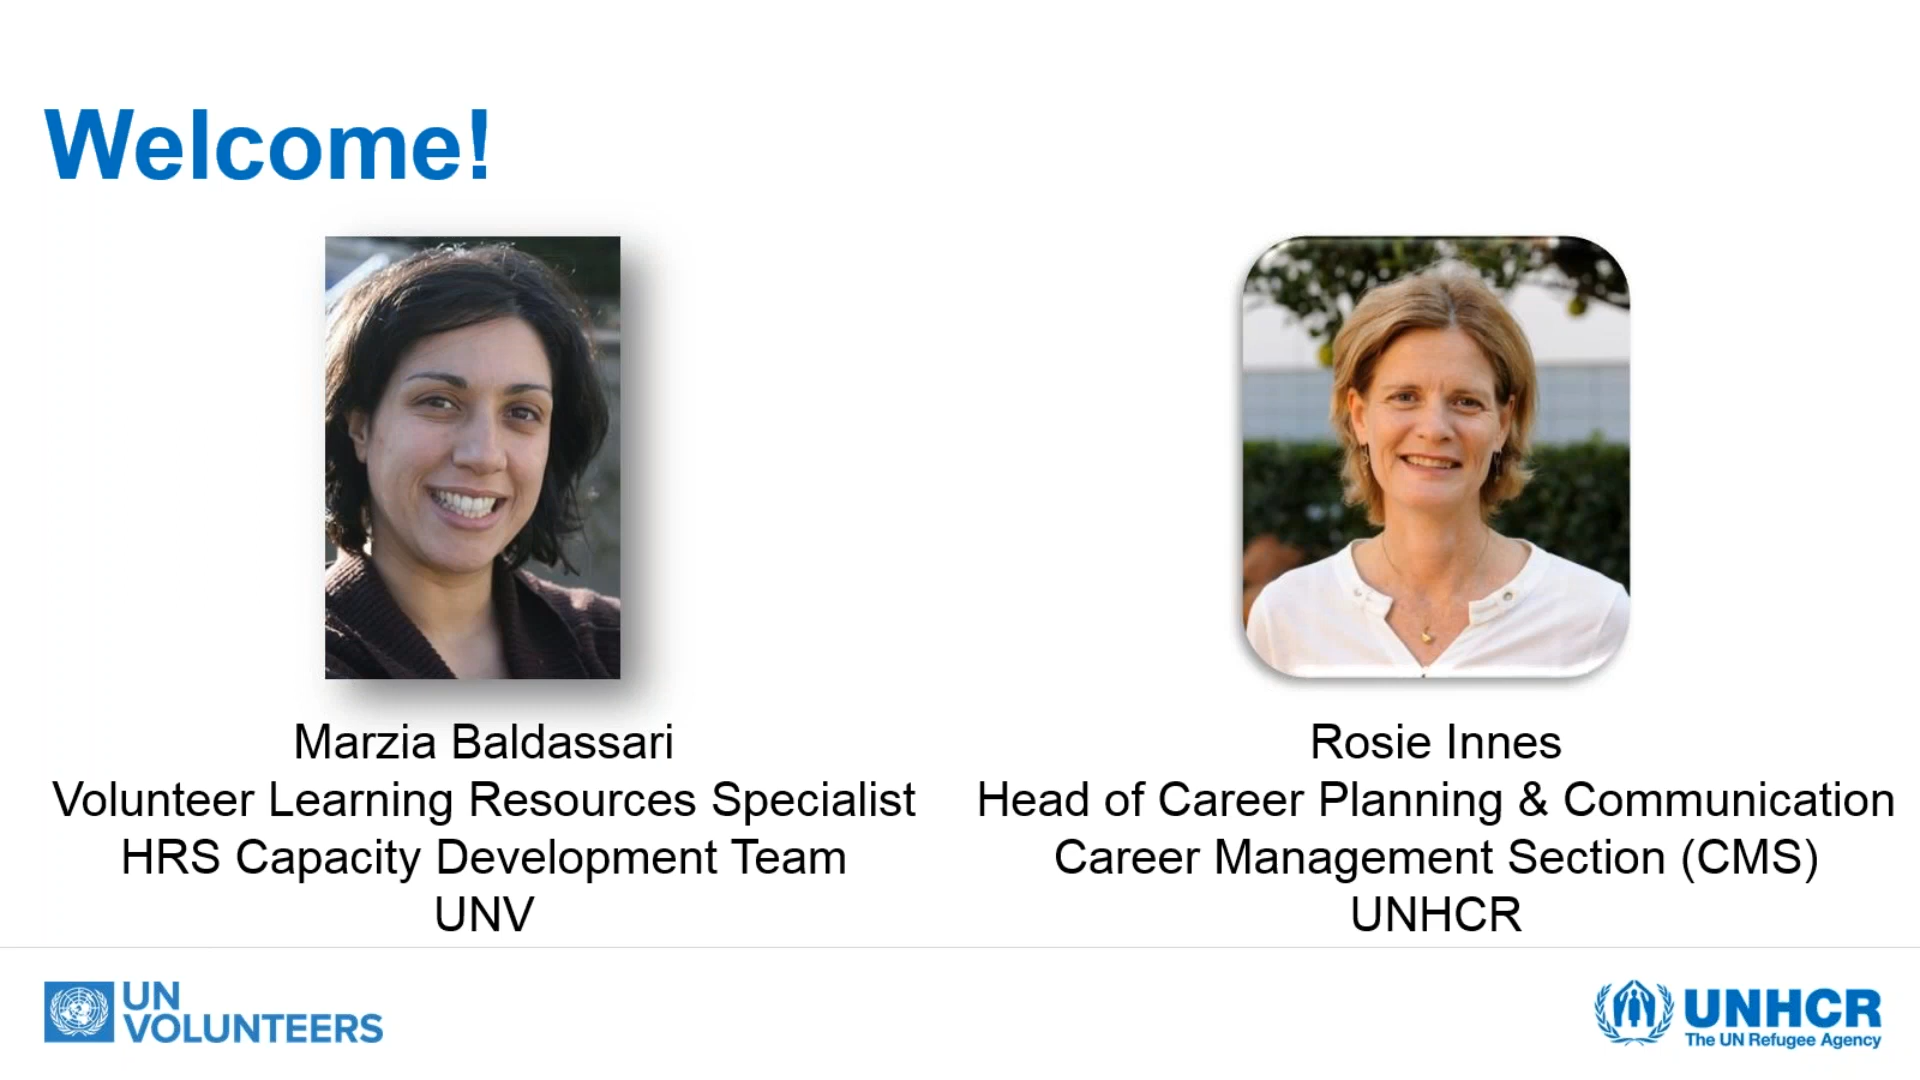 Welcome!
Marzia Baldassari
Volunteer Learning Resources Specialist
HRS Capacity Development Team
UNV
Rosie Innes
Head of Career Planning & Communication
Career Management Section (CMS)
UNHCR
UN
VOLUNTEERS
UNHCR
The UN Refugee Agency